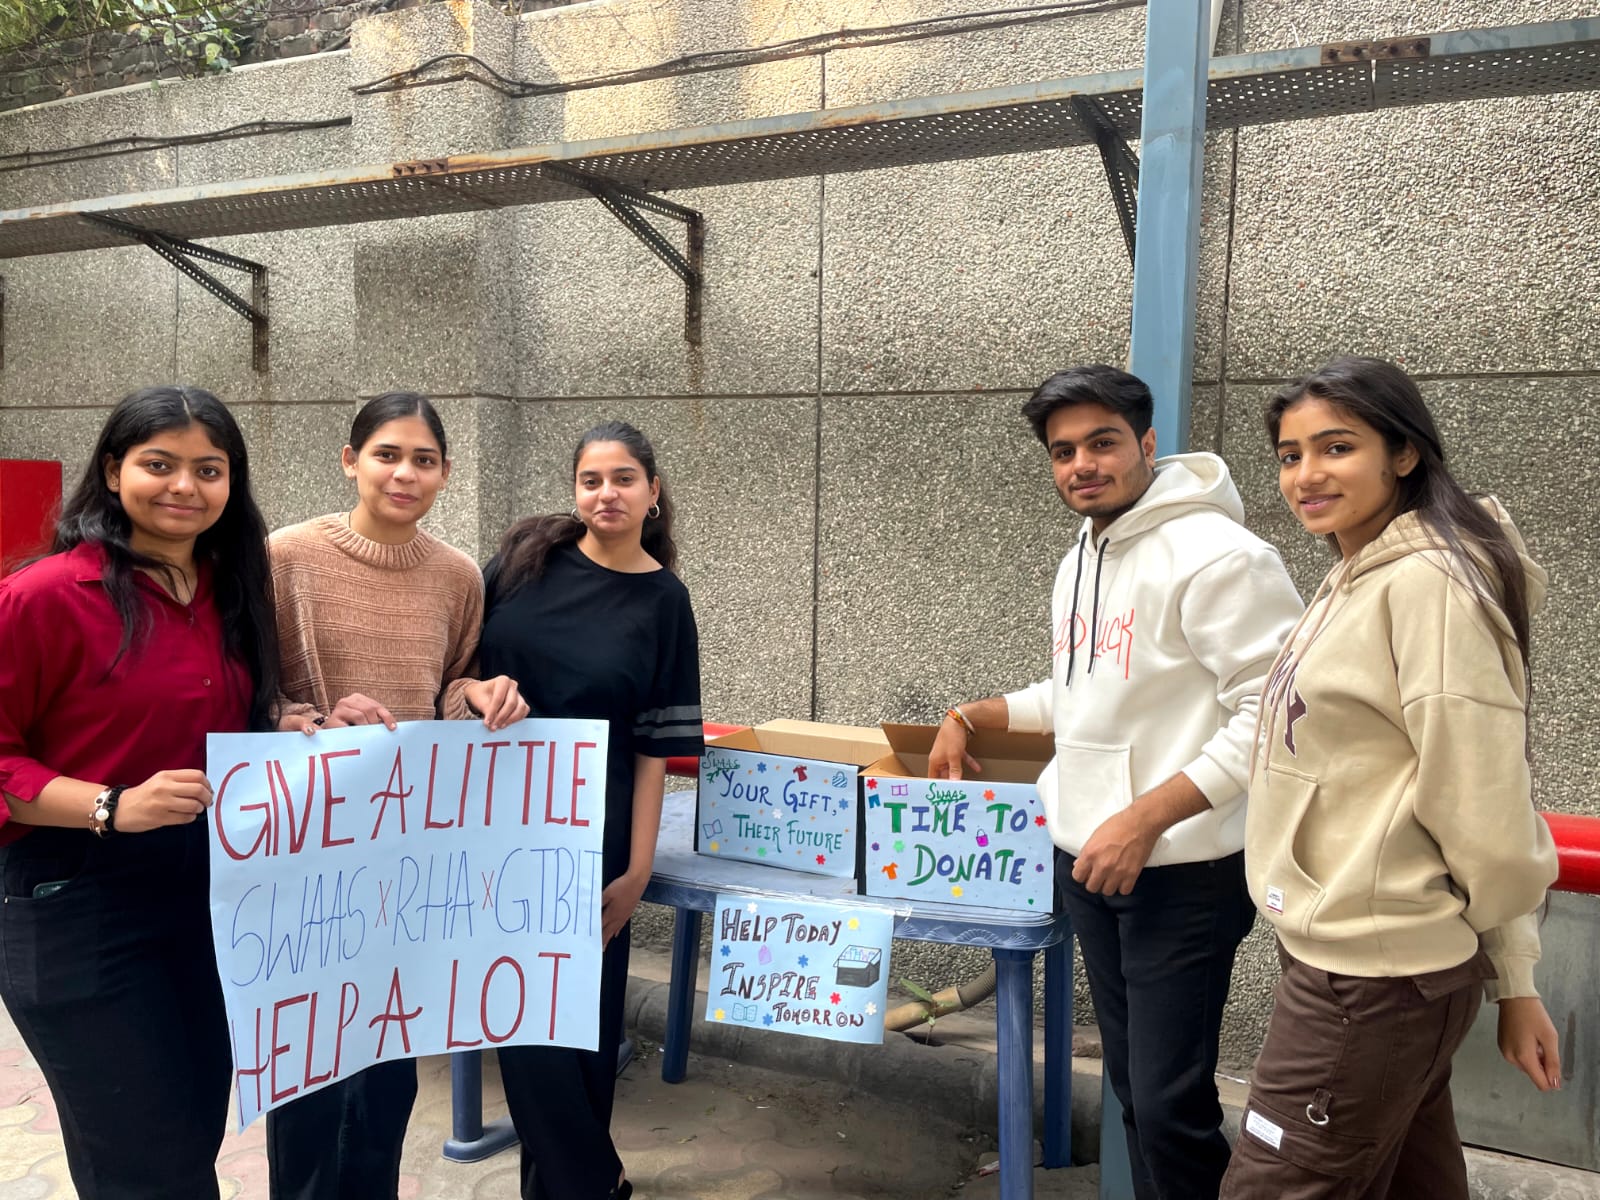 GIVE A LITTLE
SWAAS X RHA X GTBIT
HELP A LOT
SWAAS
YOUR GIFT,
THEIR FUTURE
SWAAS
TIME TO
DONATE
HELP TODAY
INSPIRE
TOMORROW
LUCK